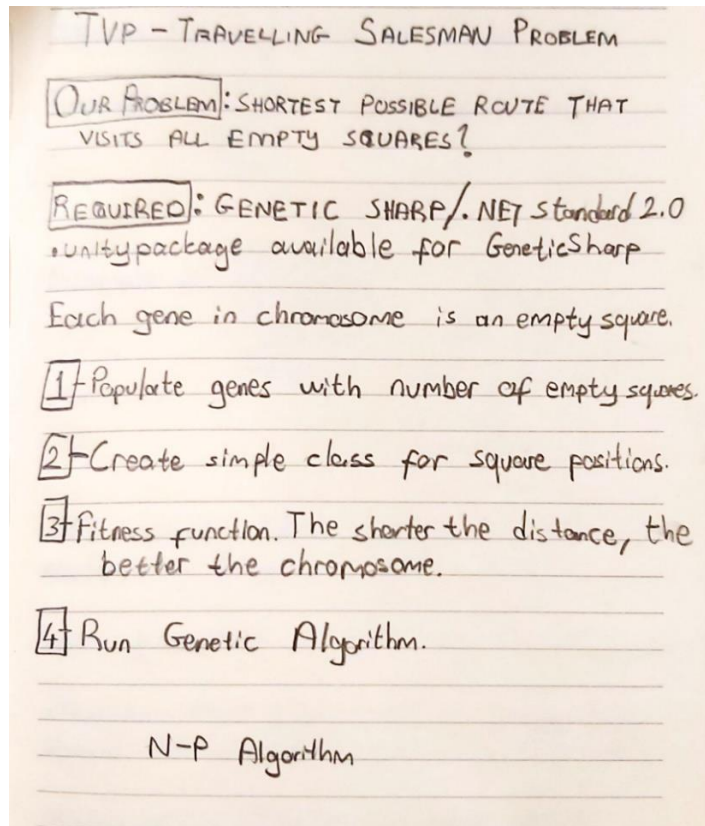 TVP - TRAVELLING SALESMAN PROBLEM
OUR PROBLEM: SHORTEST POSSIBLE ROUTE THAT
VISITS ALL EMPTY SQUARES?
REQUIRED: GENETIC SHARP/.NET Standard 2.0
.unitypackage available for GeneticSharp
Each gene in chromosome is an empty square.
1-Populate genes with number of empty squares.
2-Create simple class for square positions.
3-Fitness function. The shorter the distance, the
better the chromosome.
4-Run Genetic Algorithm.
N-P Algorithm